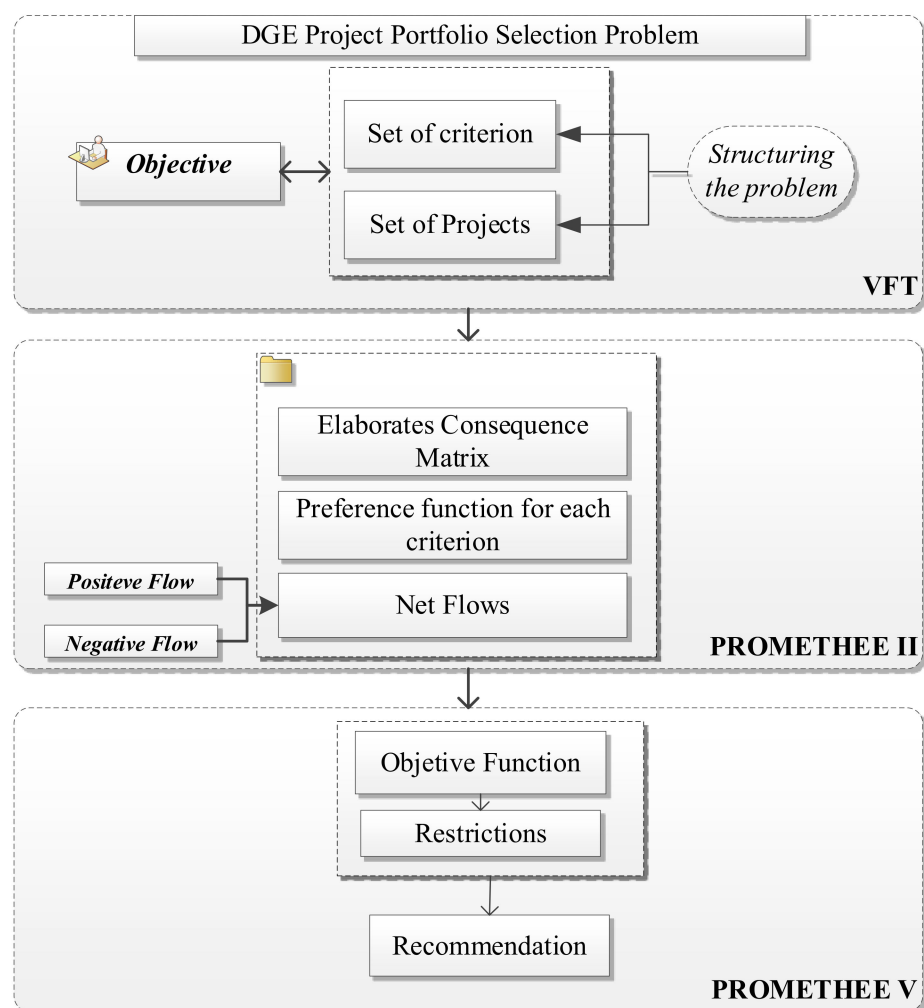 DGE Project Portfolio Selection Problem
Set of criterion
Objective
Structuring
the problem
Set of Projects
VFT
Elaborates Consequence
Matrix
Preference function for each
criterion
Positeve Flow
Net Flows
Negative Flow
PROMETHEE II
Objetive Function
Restrictions
Recommendation
PROMETHEE V